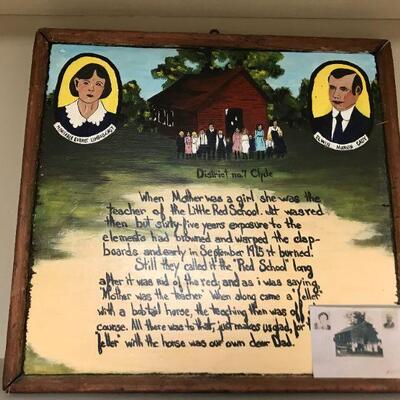 District no. 7 Clyde
When Mother was a girl she was the
teacher of the Little Red School. It was red
then but sixty-five years exposure to the
elements had browned and warped the clap-
boards and early in September 1915 it burned.
Still they called it the "Red School" long
after it was rid of the red; and as i was saying,
"Mother was the teacher" When along came a "feller"
with a bobtail horse, the teaching then was off of
course. All there was to that, just makes us glad, for t
feller" with the horse was our own dear Dad.